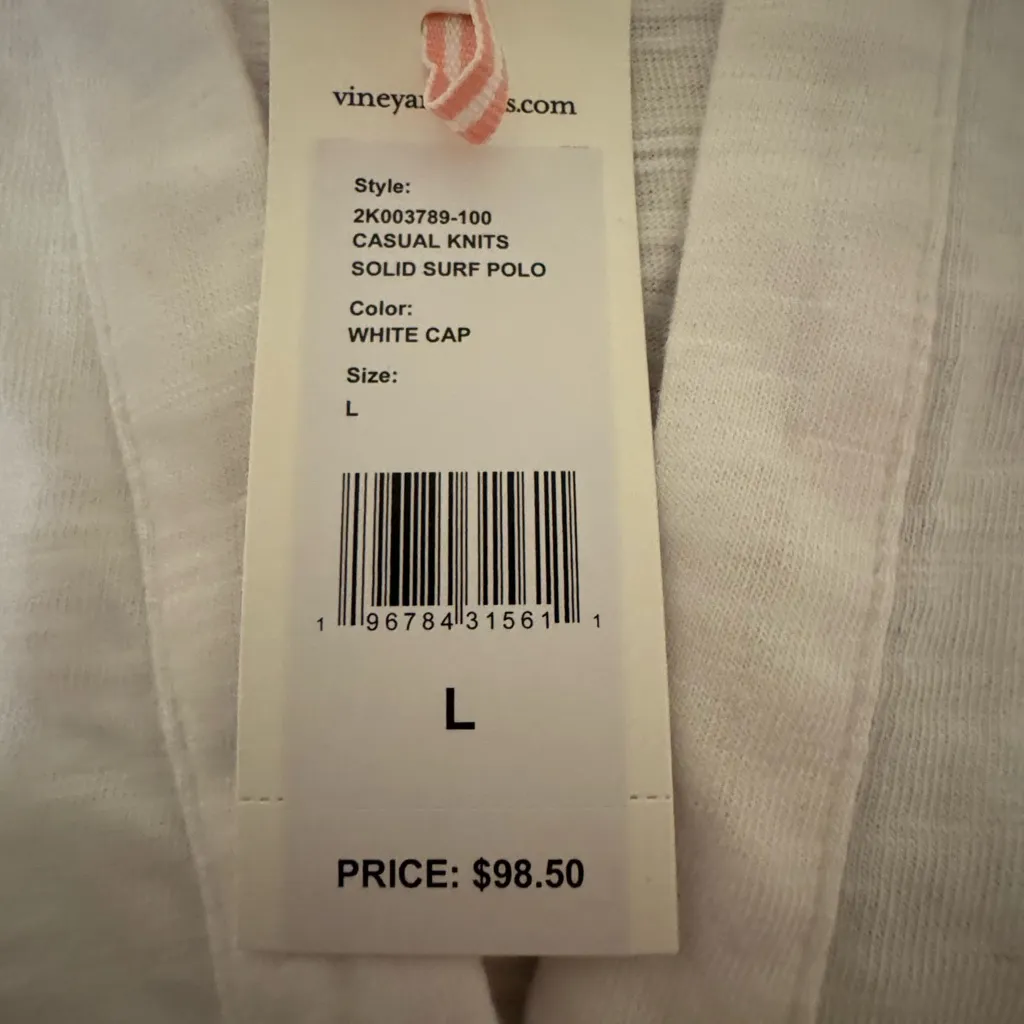 s.com
Style:
2K003789-100
CASUAL KNITS
SOLID SURF POLO
Color:
WHITE CAP
Size:
L
1 96784 31561 1
L
PRICE: $98.50